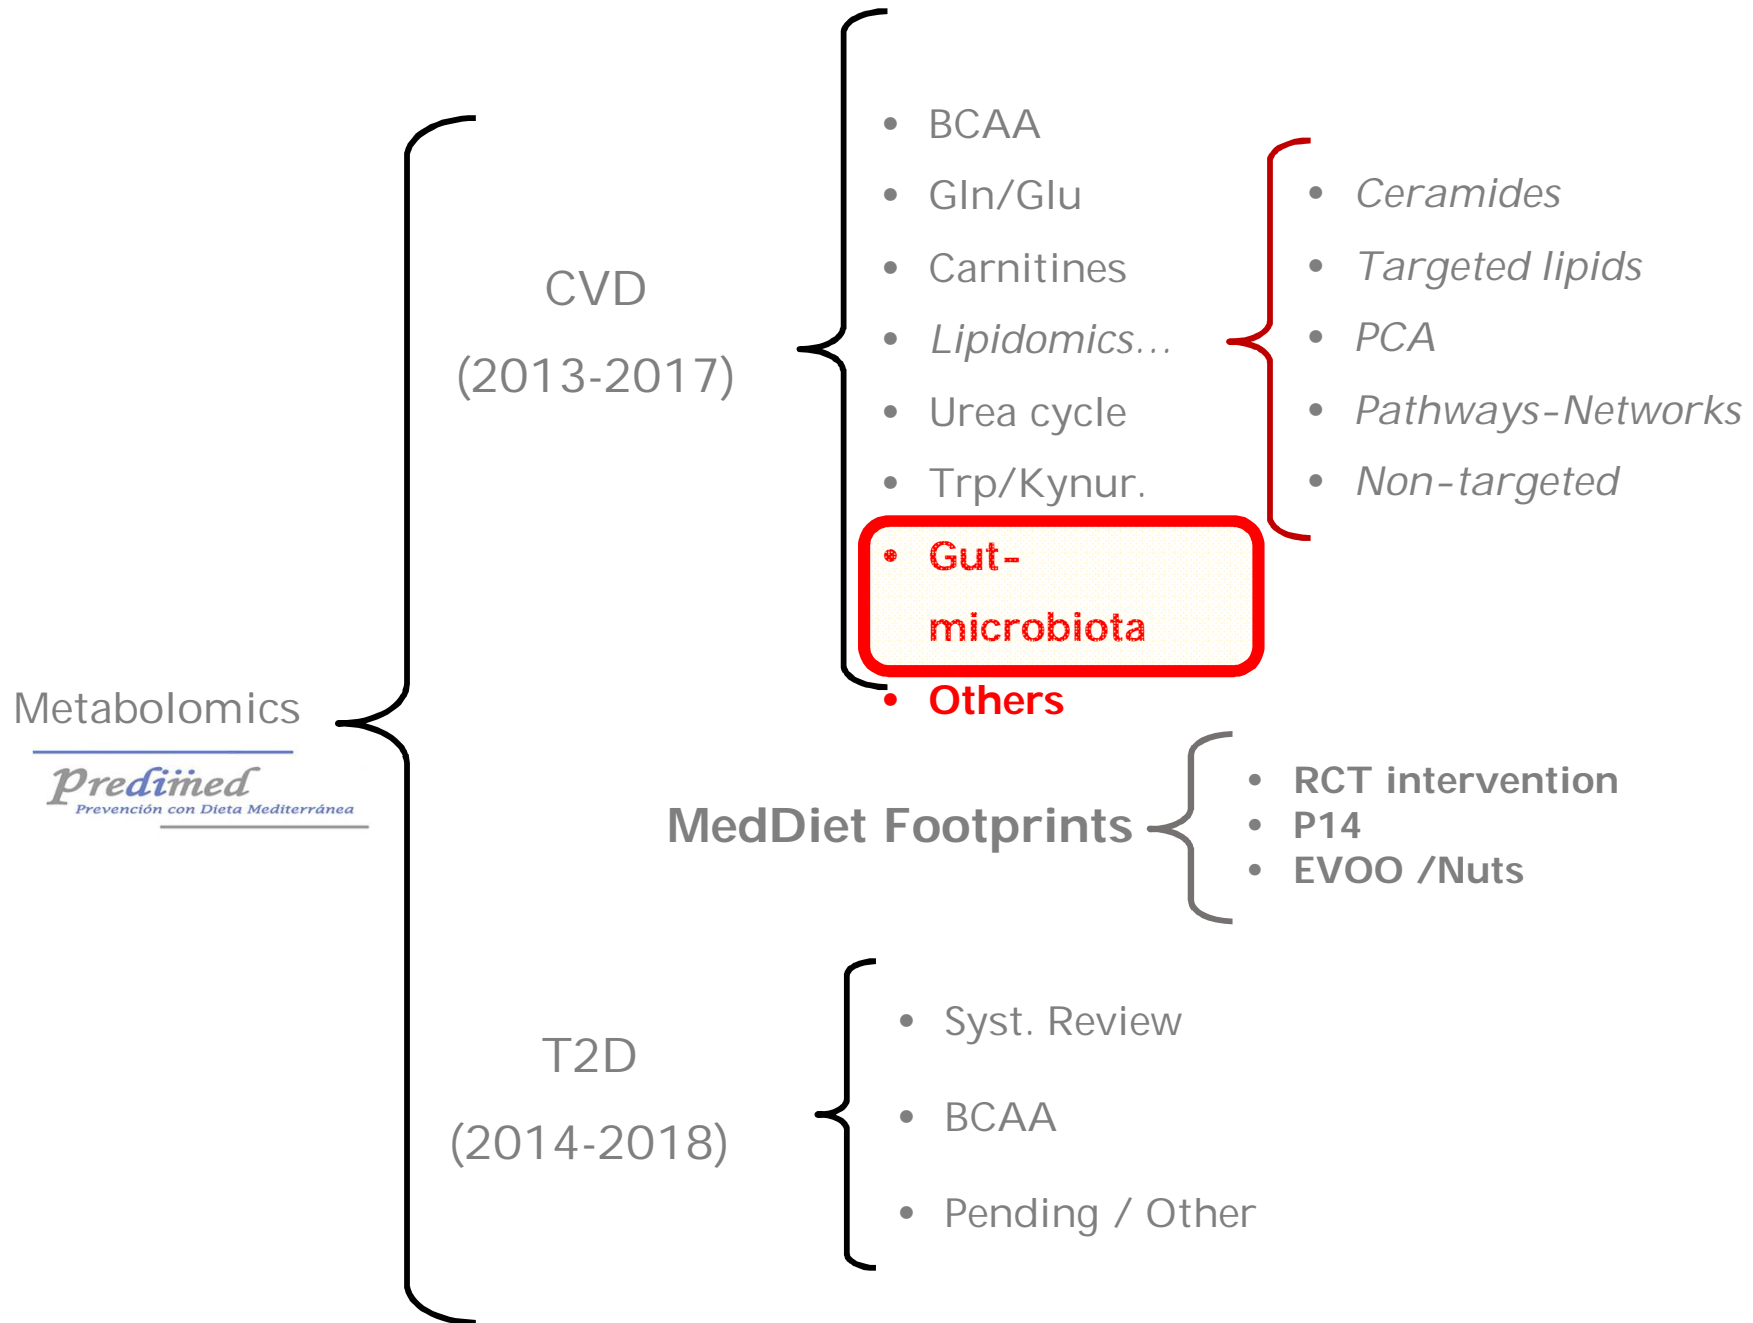 Metabolomics
Predimed
Prevención con Dieta Mediterránea
CVD
(2013-2017)
• BCAA
• Gln/Glu
• Carnitines
• Lipidomics...
• Urea cycle
• Trp/Kynur.
• Gut-
microbiota
• Others
• Ceramides
• Targeted lipids
• PCA
• Pathways-Networks
• Non-targeted
MedDiet Footprints
• RCT intervention
• P14
• EVOO /Nuts
T2D
(2014-2018)
• Syst. Review
• BCAA
• Pending / Other